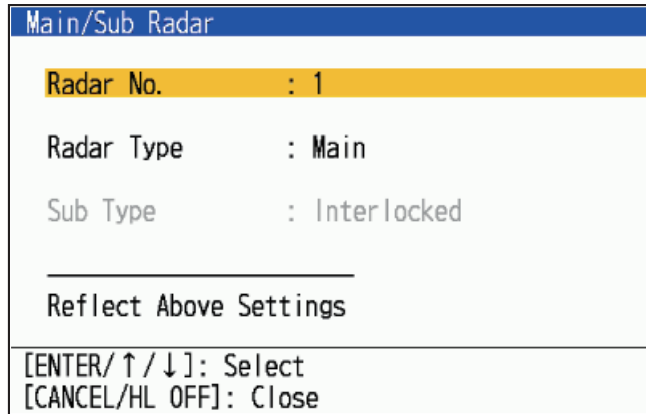 Main/Sub Radar
Radar No. : 1
Radar Type : Main
Sub Type : Interlocked
Reflect Above Settings
[ENTER/↑/↓]: Select
[CANCEL/HL OFF]: Close